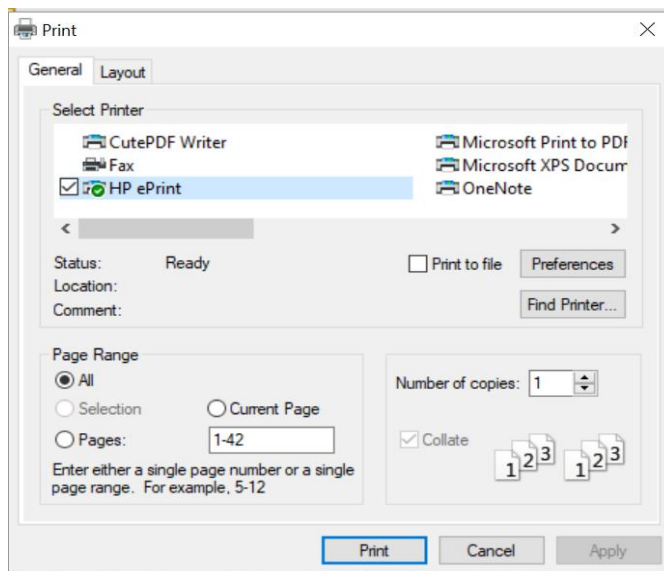 Print
General Layout
Select Printer
CutePDF Writer Microsoft Print to PDF
Fax Microsoft XPS Docum
HP ePrint OneNote
Status: Ready Print to file Preferences
Location:
Comment: Find Printer...
Page Range
All Number of copies: 1
Selection Current Page
Pages: 1-42 Collate
1 2 3 1 2 3
Enter either a single page number or a single
page range. For example, 5-12
Print Cancel Apply